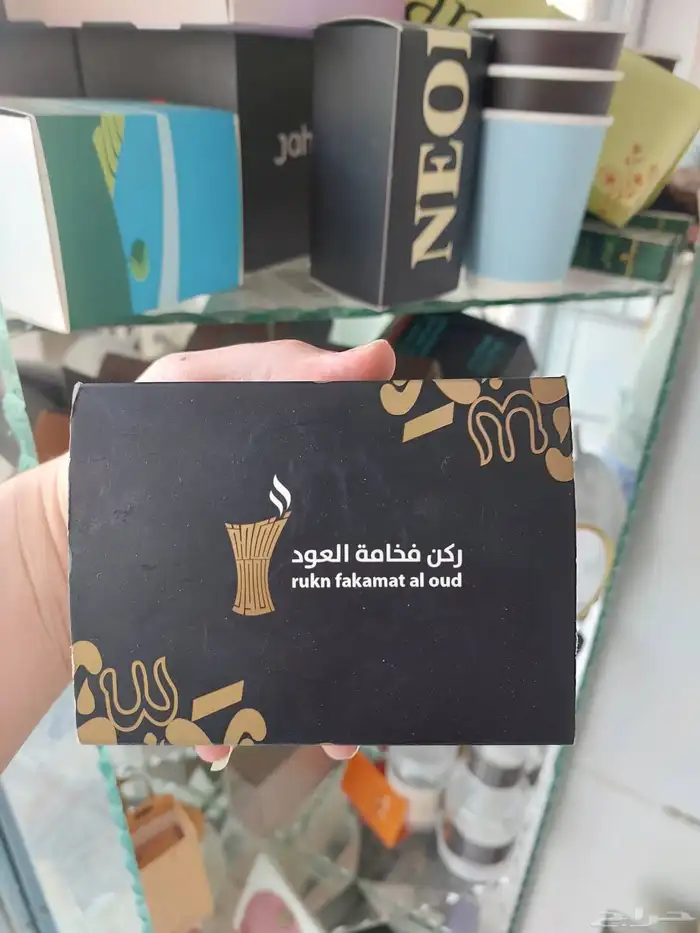 NEO
ركن فخامة العود
rukn fakamat al oud
حراج